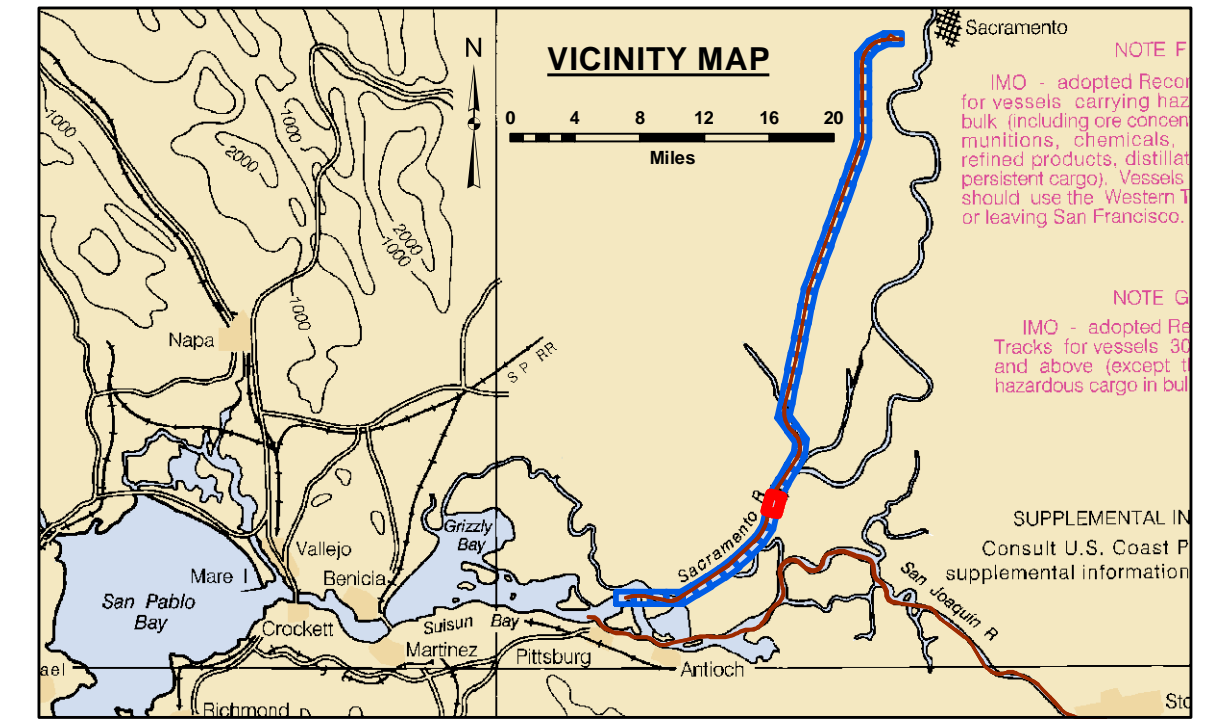 Sacramento
N
VICINITY MAP
0 4 8 12 16 20
Miles
NOTE F
IMO - adopted Recor
for vessels carrying haz
bulk (including ore concen
munitions, chemicals,
refined products, distillat
persistent cargo). Vessels
should use the Western T
or leaving San Francisco.
1000
1000
2000
2000
1000
1000
NOTE G
IMO - adopted Re
Tracks for vessels 30
and above (except t
hazardous cargo in bul
Napa
S P RR
Sacramento R
Grizzly
Bay
SUPPLEMENTAL IN
Consult U.S. Coast P
supplemental information
Vallejo
Mare I
Benicia
San Pablo
Bay
Crockett
Suisun Bay
Martinez
Pittsburg
Antioch
San Joaquin R
ael
Richmond
Sto